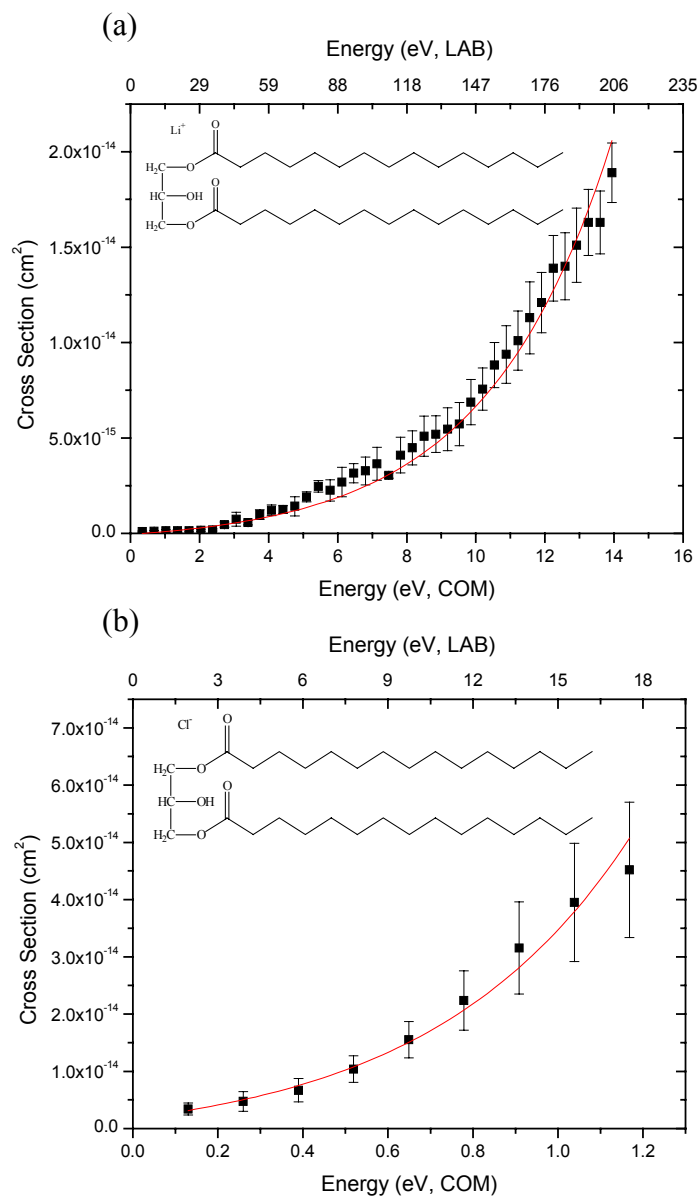 (a)
Energy (eV, LAB)
0 29 59 88 118 147 176 206 235
Li⁺
O
H₂C O
HC OH O
H₂C O
2.0x10⁻¹⁴
1.5x10⁻¹⁴
1.0x10⁻¹⁴
5.0x10⁻¹⁵
0.0
Cross Section (cm²)
0 2 4 6 8 10 12 14 16
Energy (eV, COM)
(b)
Energy (eV, LAB)
0 3 6 9 12 15 18
Cl⁻
O
H₂C O
HC OH O
H₂C O
7.0x10⁻¹⁴
6.0x10⁻¹⁴
5.0x10⁻¹⁴
4.0x10⁻¹⁴
3.0x10⁻¹⁴
2.0x10⁻¹⁴
1.0x10⁻¹⁴
0.0
Cross Section (cm²)
0.0 0.2 0.4 0.6 0.8 1.0 1.2
Energy (eV, COM)